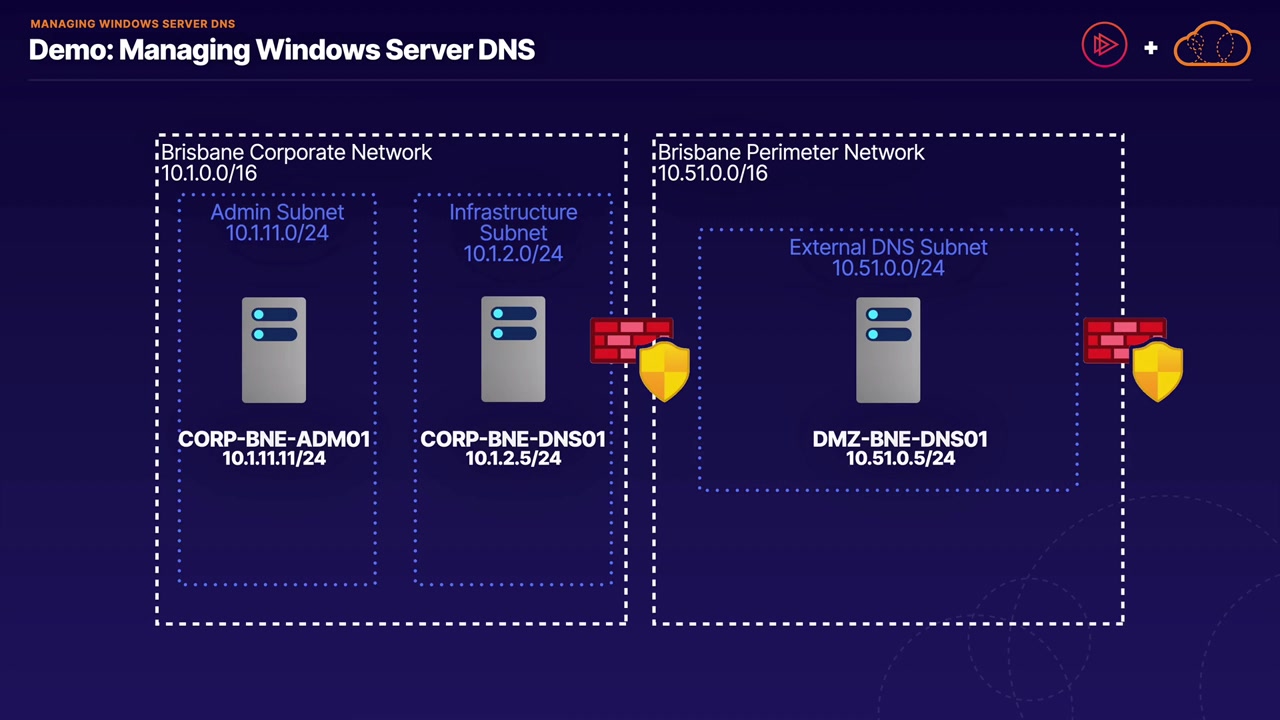 MANAGING WINDOWS SERVER DNS
Demo: Managing Windows Server DNS
+
Brisbane Corporate Network
10.1.0.0/16
Admin Subnet
10.1.11.0/24
Infrastructure
Subnet
10.1.2.0/24
CORP-BNE-ADM01
10.1.11.11/24
CORP-BNE-DNS01
10.1.2.5/24
Brisbane Perimeter Network
10.51.0.0/16
External DNS Subnet
10.51.0.0/24
DMZ-BNE-DNS01
10.51.0.5/24